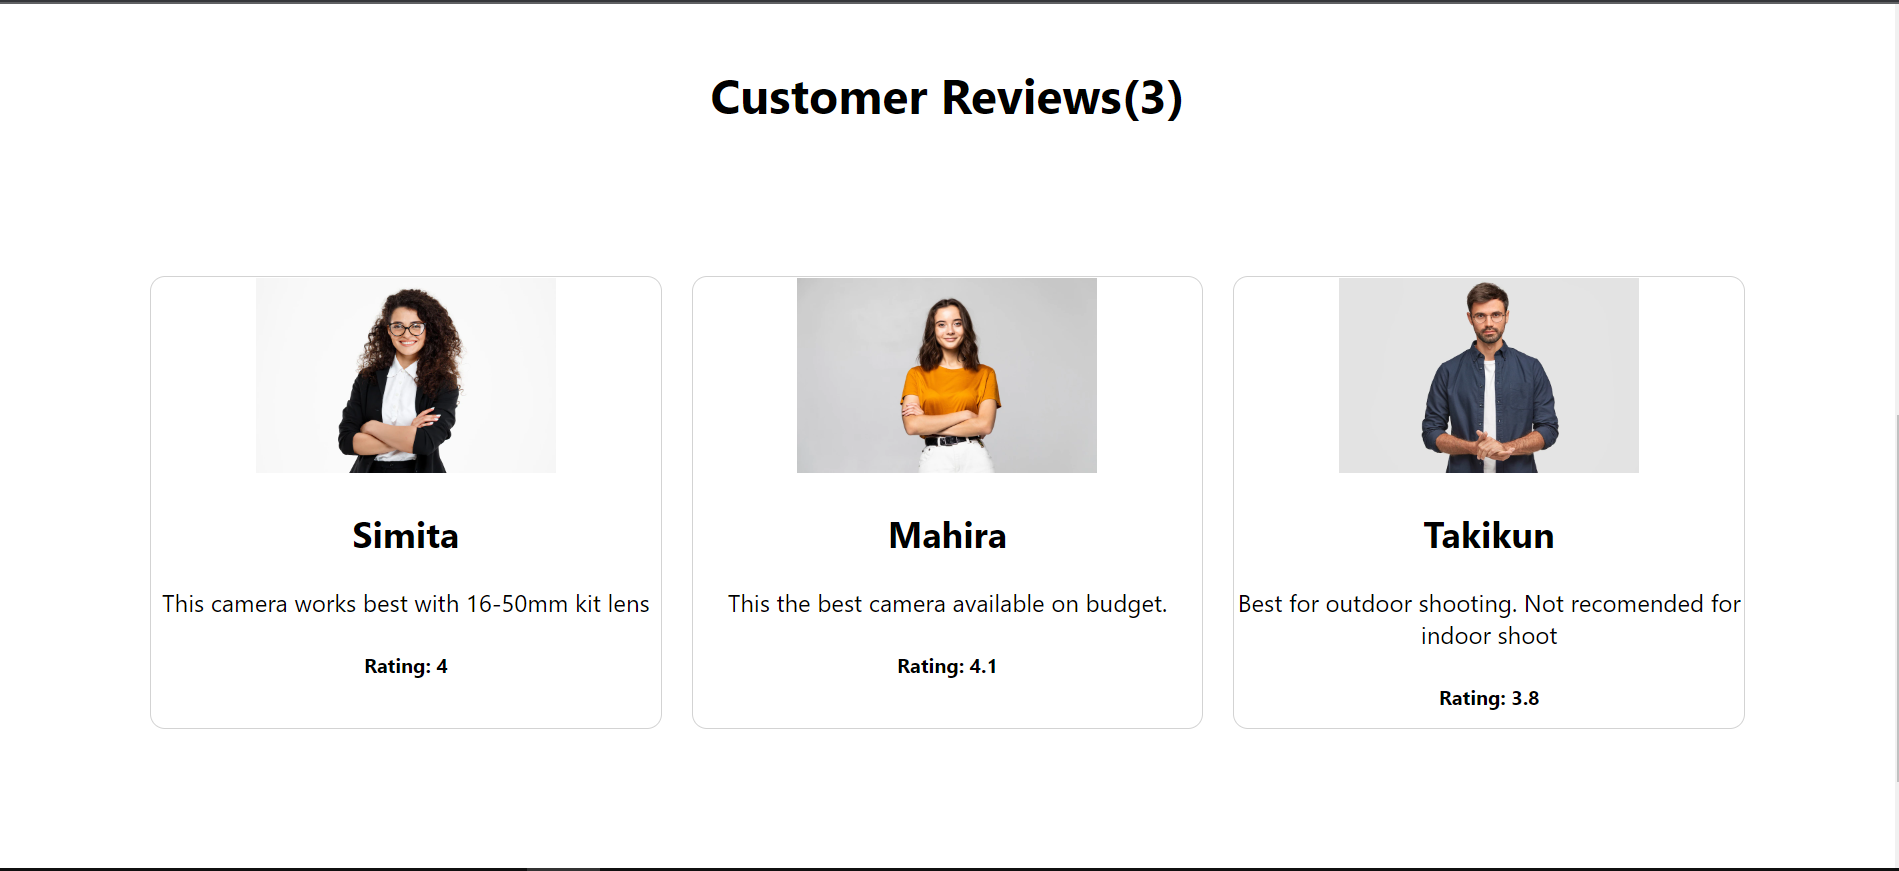 Customer Reviews(3)
Simita
This camera works best with 16-50mm kit lens
Rating: 4
Mahira
This the best camera available on budget.
Rating: 4.1
Takikun
Best for outdoor shooting. Not recomended for
indoor shoot
Rating: 3.8